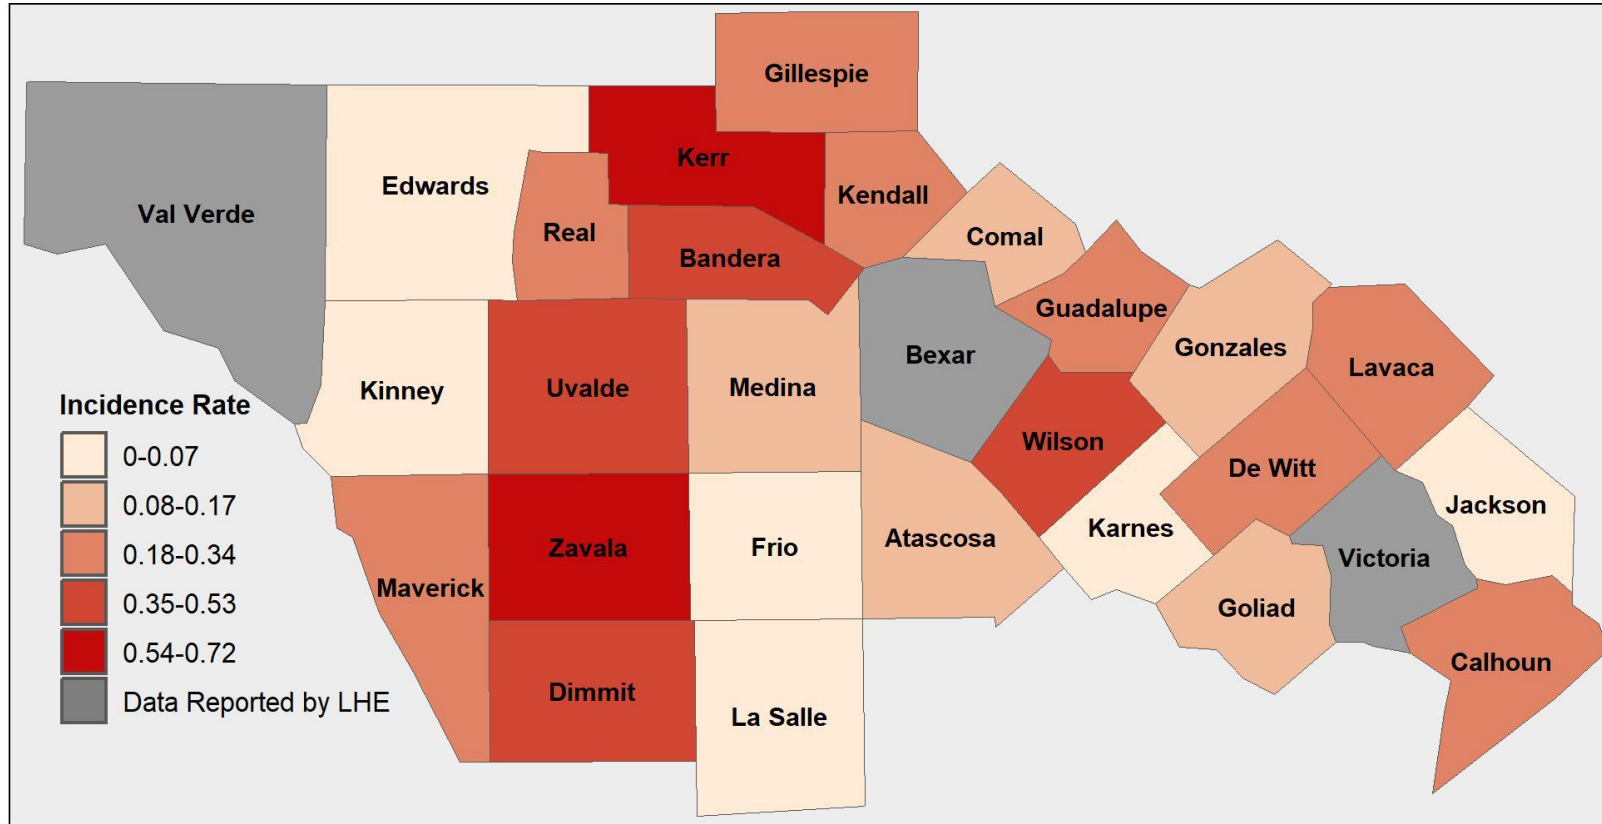 Gillespie
Kerr
Edwards
Kendall
Val Verde
Real
Comal
Bandera
Guadalupe
Gonzales
Bexar
Lavaca
Kinney
Uvalde
Medina
Incidence Rate
Wilson
0-0.07
De Witt
0.08-0.17
Jackson
Karnes
Atascosa
Zavala
Frio
0.18-0.34
Victoria
Maverick
0.35-0.53
Goliad
0.54-0.72
Calhoun
Dimmit
Data Reported by LHE
La Salle